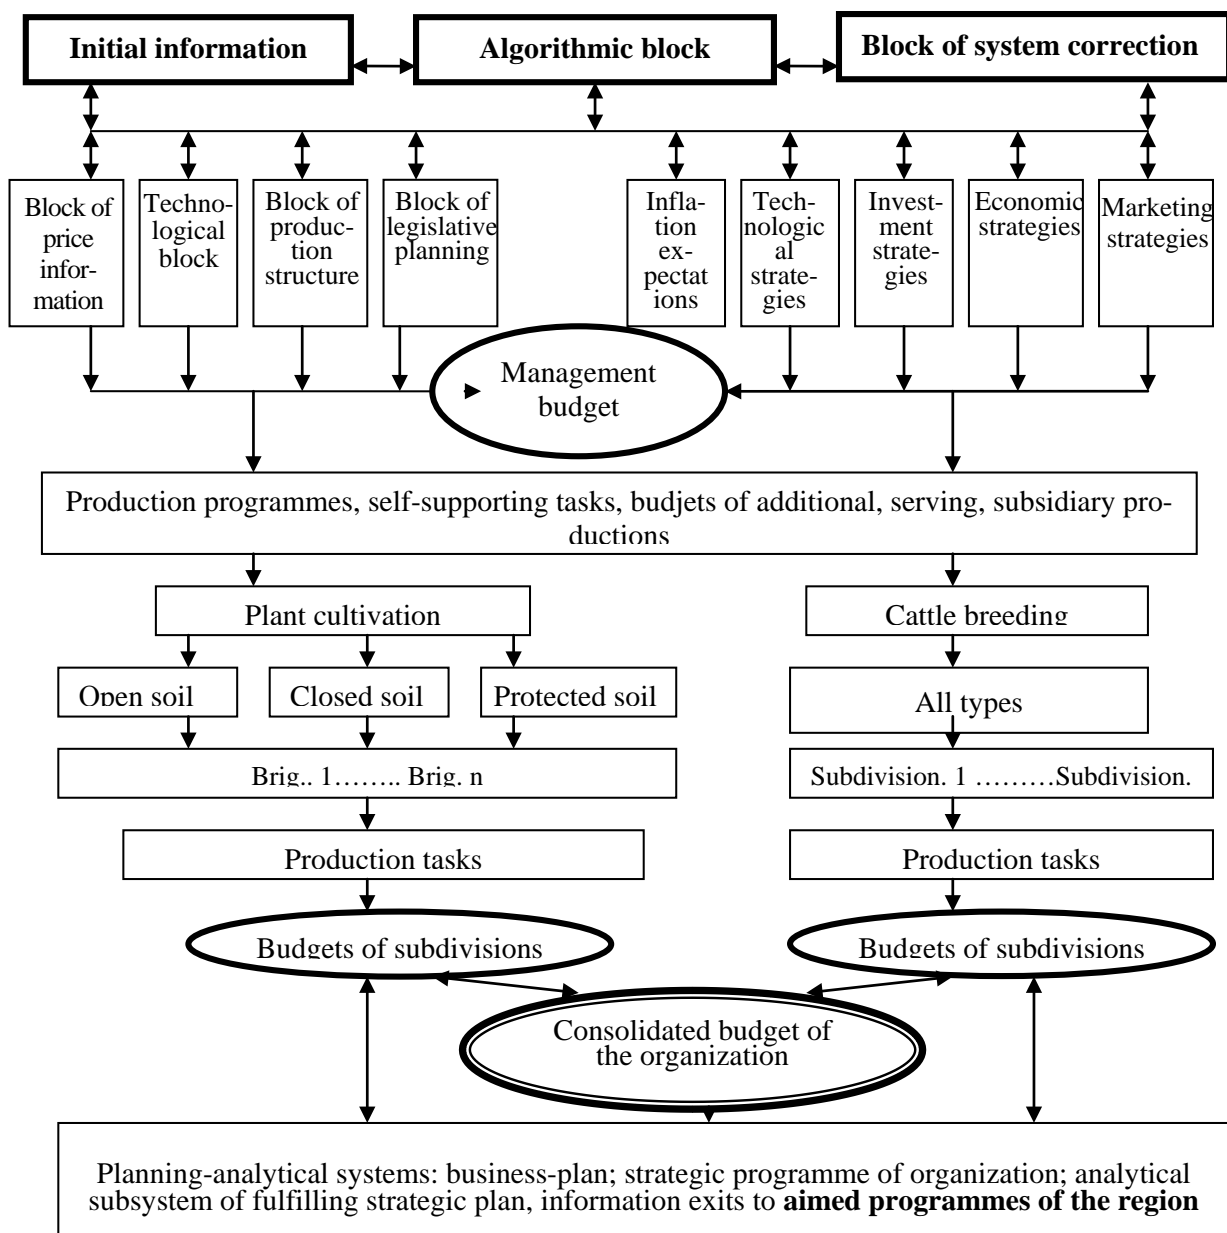 Initial information
Algorithmic block
Block of system correction
Block of
price
infor-
mation
Techno-
logical
block
Block of
produc-
tion
structure
Block of
legislative
planning
Infla-
tion
ex-
pectat
ions
Tech-
nologic
al
strate-
gies
Invest-
ment
strate-
gies
Economic
strategies
Marketing
strategies
Management
budget
Production programmes, self-supporting tasks, budjets of additional, serving, subsidiary pro-
ductions
Plant cultivation
Cattle breeding
Open soil
Closed soil
Protected soil
All types
Brig.. 1…….. Brig. n
Subdivision. 1 ………Subdivision.
Production tasks
Production tasks
Budgets of subdivisions
Budgets of subdivisions
Consolidated budget of
the organization
Planning-analytical systems: business-plan; strategic programme of organization; analytical
subsystem of fulfilling strategic plan, information exits to aimed programmes of the region